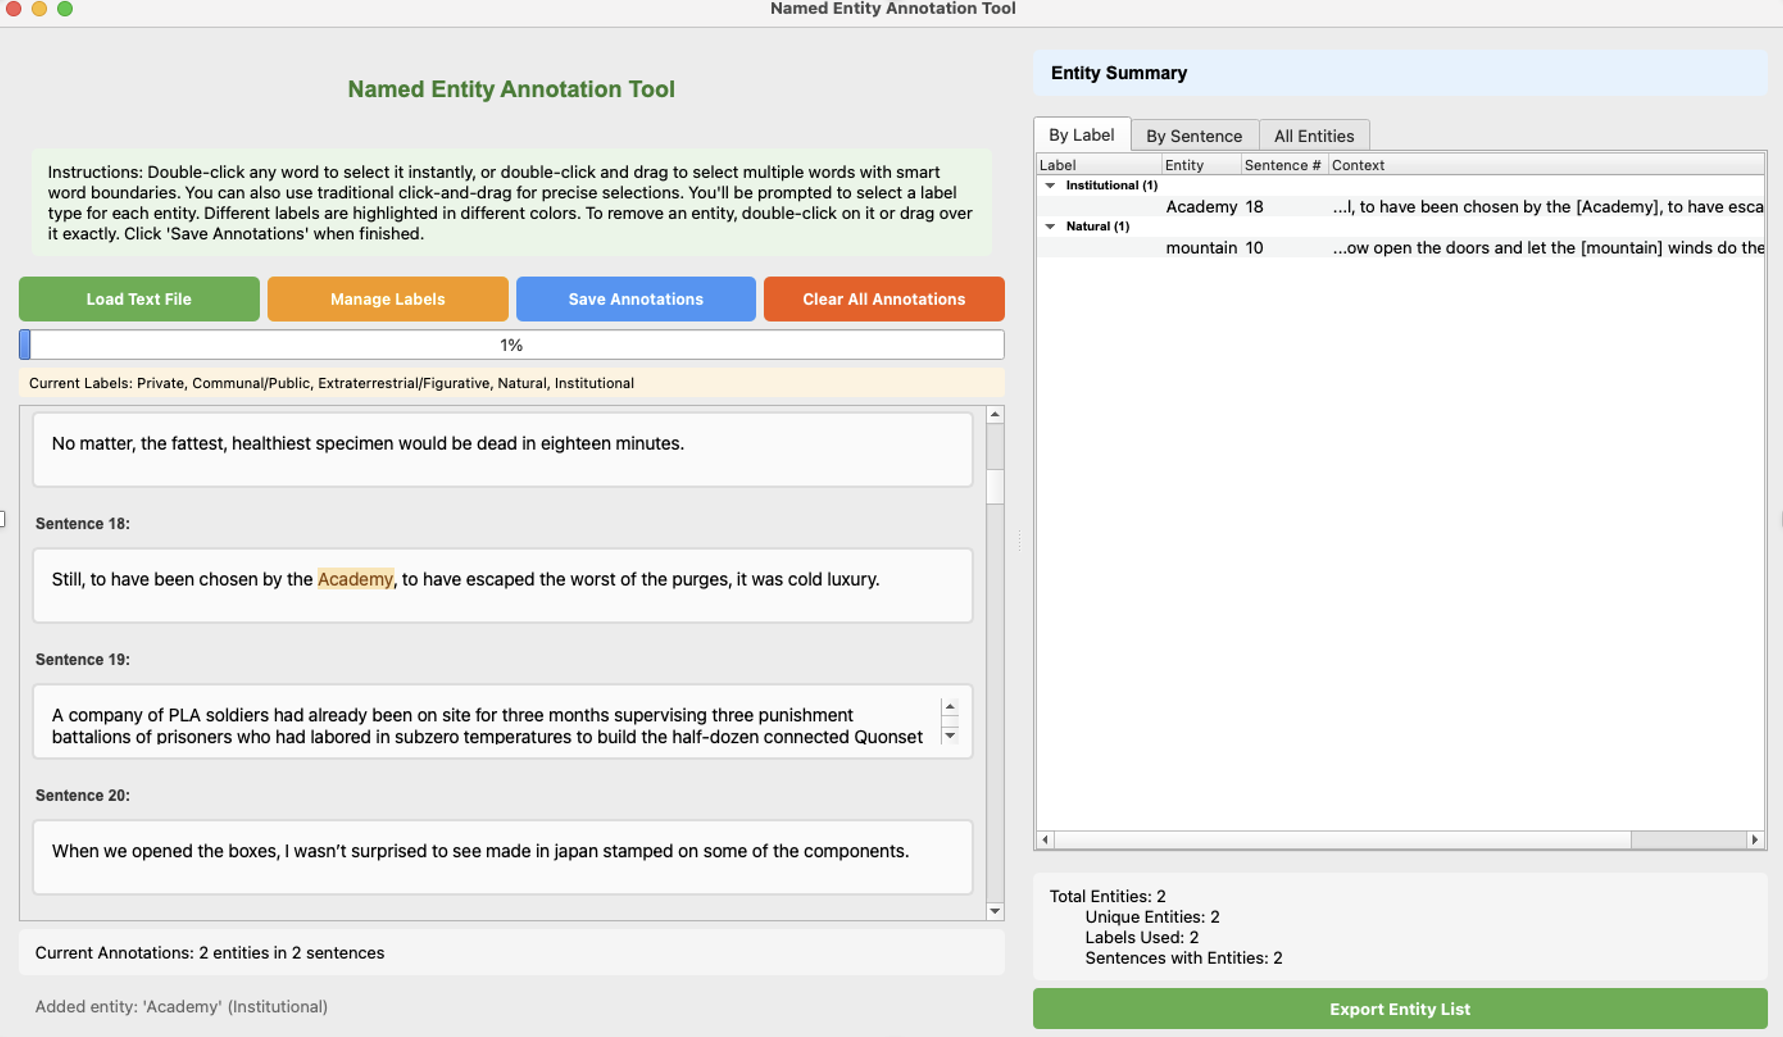 Named Entity Annotation Tool
Named Entity Annotation Tool
Instructions: Double-click any word to select it instantly, or double-click and drag to select multiple words with smart
word boundaries. You can also use traditional click-and-drag for precise selections. You'll be prompted to select a label
type for each entity. Different labels are highlighted in different colors. To remove an entity, double-click on it or drag over
it exactly. Click 'Save Annotations' when finished.
Load Text File
Manage Labels
Save Annotations
Clear All Annotations
1%
Current Labels: Private, Communal/Public, Extraterrestrial/Figurative, Natural, Institutional
No matter, the fattest, healthiest specimen would be dead in eighteen minutes.
Sentence 18:
Still, to have been chosen by the Academy, to have escaped the worst of the purges, it was cold luxury.
Sentence 19:
A company of PLA soldiers had already been on site for three months supervising three punishment
battalions of prisoners who had labored in subzero temperatures to build the half-dozen connected Quonset
Sentence 20:
When we opened the boxes, I wasn’t surprised to see made in japan stamped on some of the components.
Current Annotations: 2 entities in 2 sentences
Added entity: 'Academy' (Institutional)
Entity Summary
By Label
By Sentence
All Entities
Label Entity Sentence # Context
Institutional (1)
Academy 18 ...l, to have been chosen by the [Academy], to have esca
Natural (1)
mountain 10 ...ow open the doors and let the [mountain] winds do the
Total Entities: 2
Unique Entities: 2
Labels Used: 2
Sentences with Entities: 2
Export Entity List